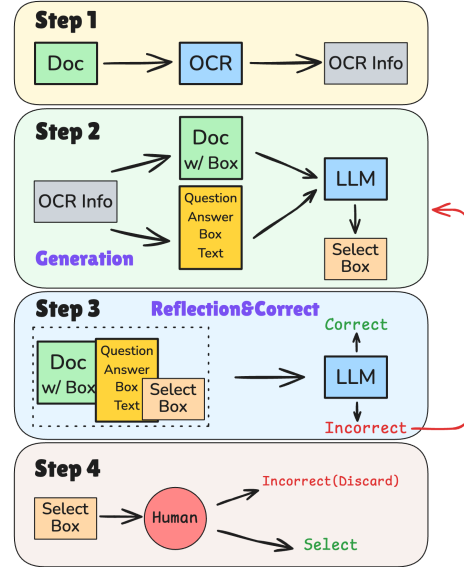 Step 1
Doc
OCR
OCR Info
Step 2
Doc
w/ Box
OCR Info
Question
Answer
Box
Text
LLM
Select
Box
Generation
Step 3
Reflection&Correct
Correct
Doc
w/ Box
Question
Answer
Box
Text
Select
Box
LLM
Incorrect
Step 4
Select
Box
Human
Incorrect(Discard)
Select